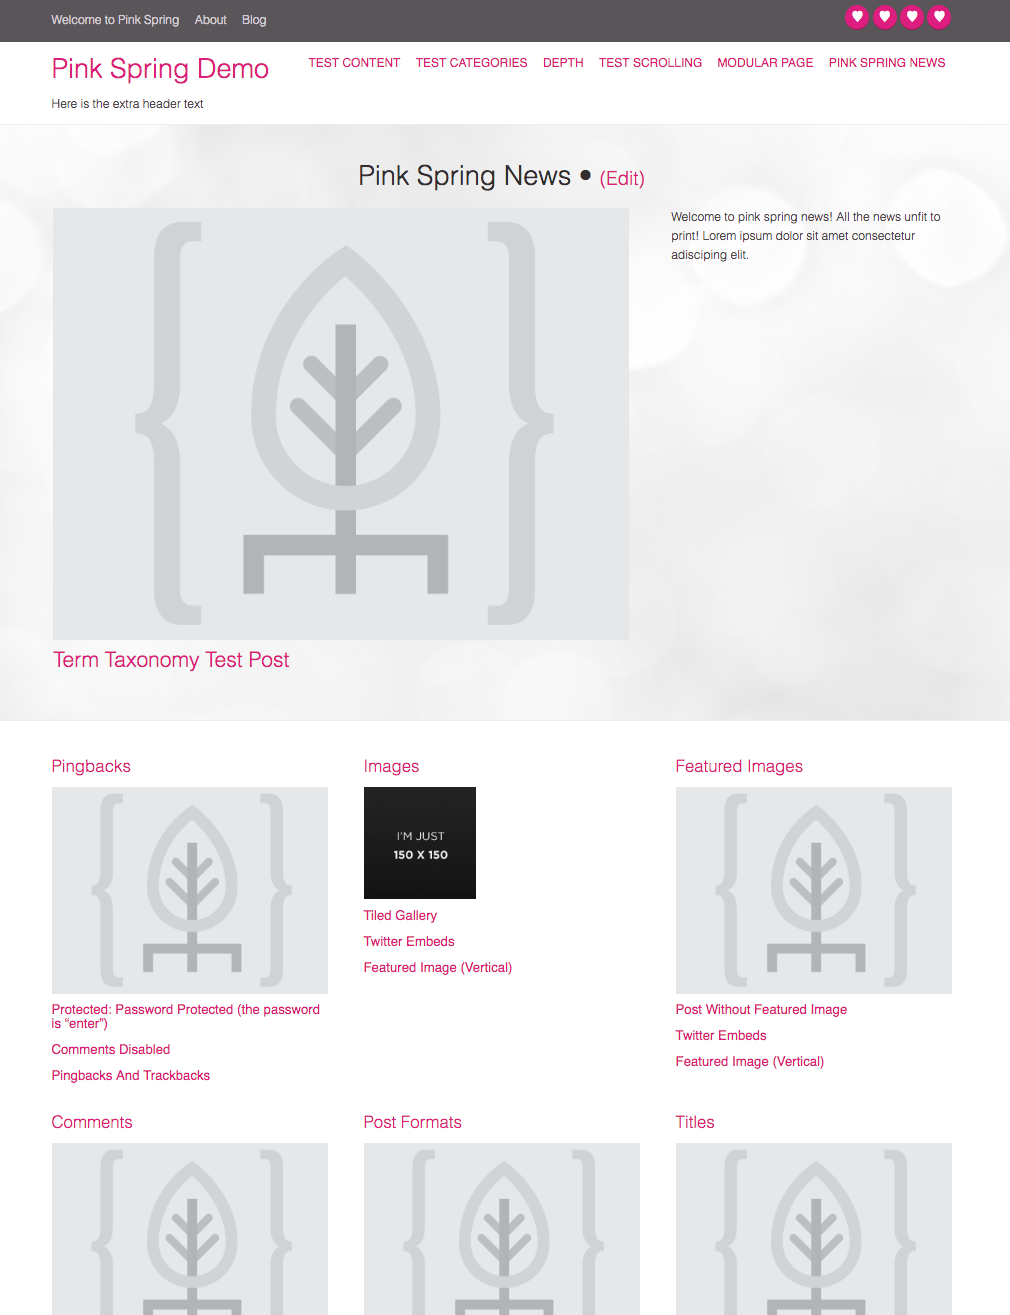 Welcome to Pink Spring About Blog
Pink Spring Demo
TEST CONTENT TEST CATEGORIES DEPTH TEST SCROLLING MODULAR PAGE PINK SPRING NEWS
Here is the extra header text
Pink Spring News • (Edit)
Welcome to pink spring news! All the news unfit to
print! Lorem ipsum dolor sit amet consectetur
adisciping elit.
Term Taxonomy Test Post
Pingbacks
Protected: Password Protected (the password
is “enter”)
Comments Disabled
Pingbacks And Trackbacks
Images
I'M JUST
150 X 150
Tiled Gallery
Twitter Embeds
Featured Image (Vertical)
Featured Images
Post Without Featured Image
Twitter Embeds
Featured Image (Vertical)
Comments
Post Formats
Titles